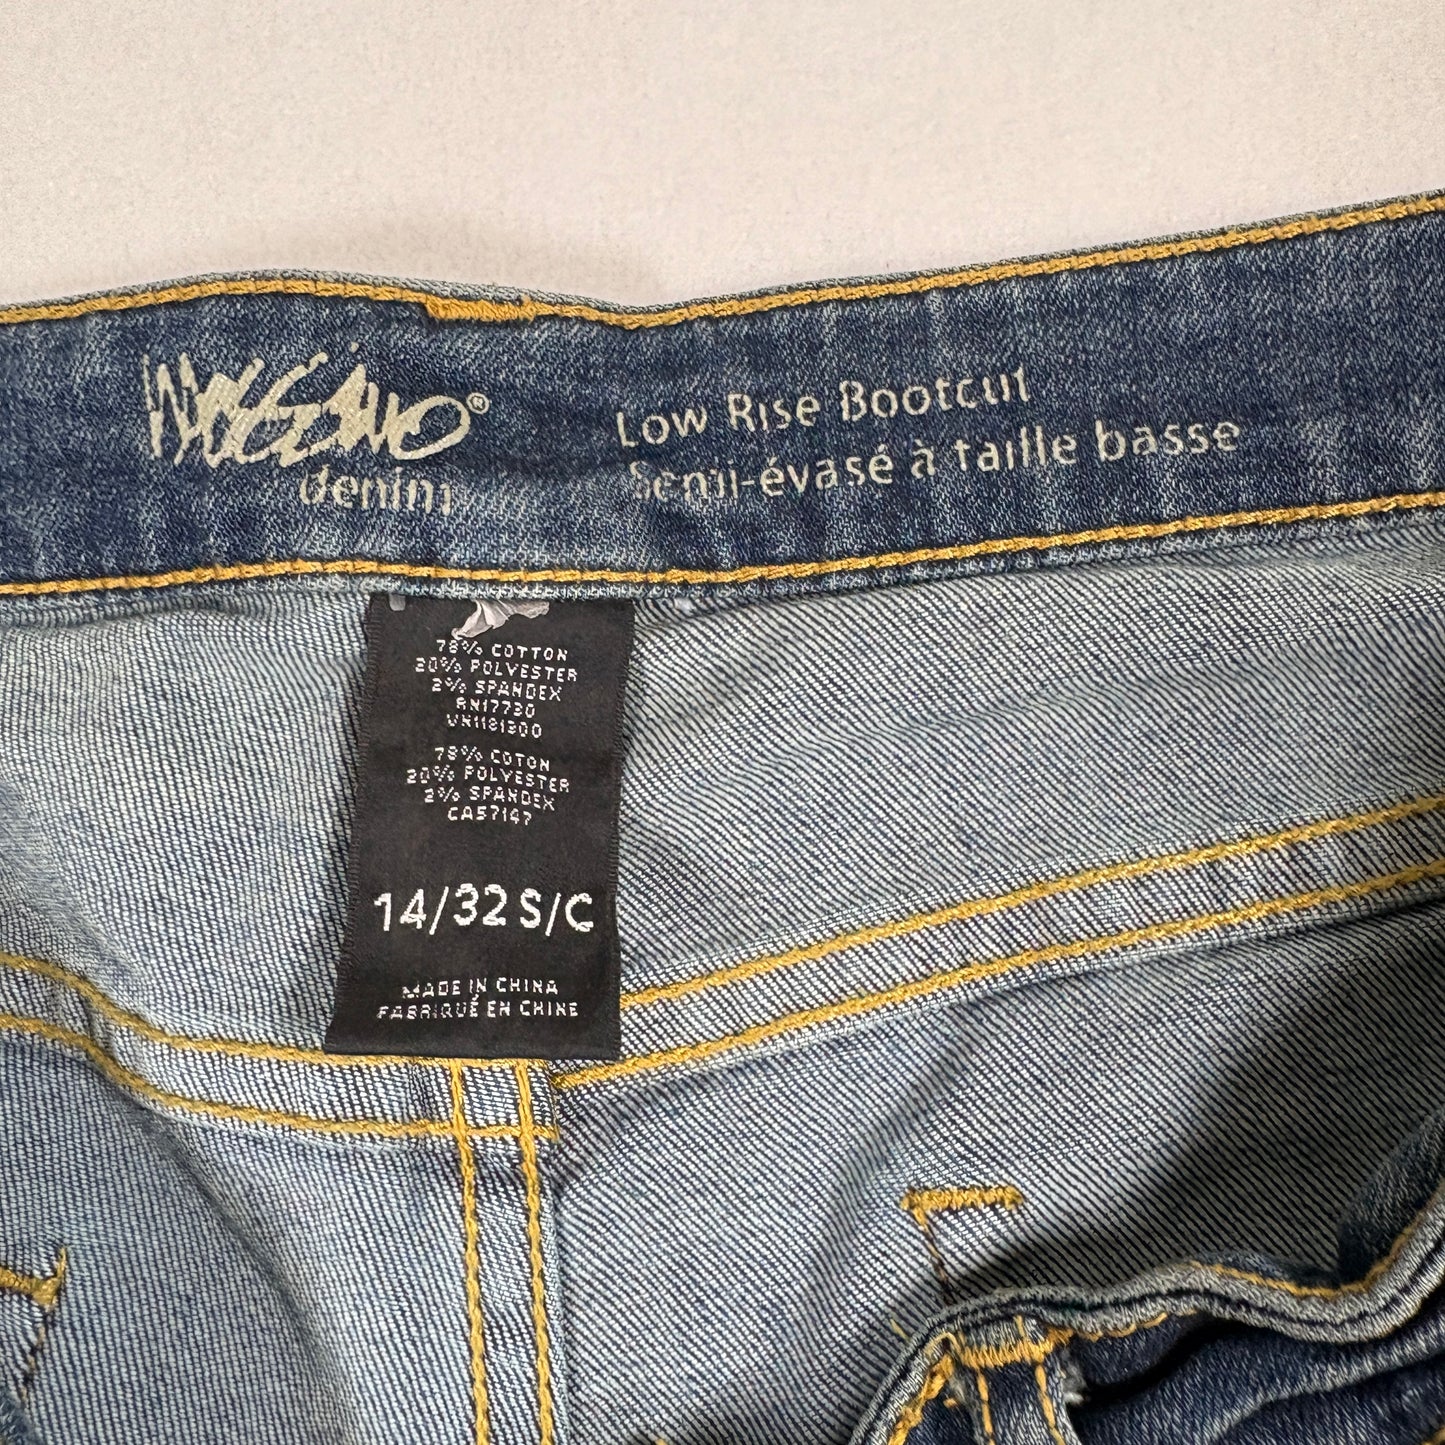 MOSSIMO®
denim
Low Rise Bootcut
Semi-évasé à taille basse
78% COTTON
20% POLYESTER
2% SPANDEX
RN17730
VN1181300
78% COTON
20% POLYESTER
2% SPANDEX
CA57147
14/32 S/C
MADE IN CHINA
FABRIQUÉ EN CHINE